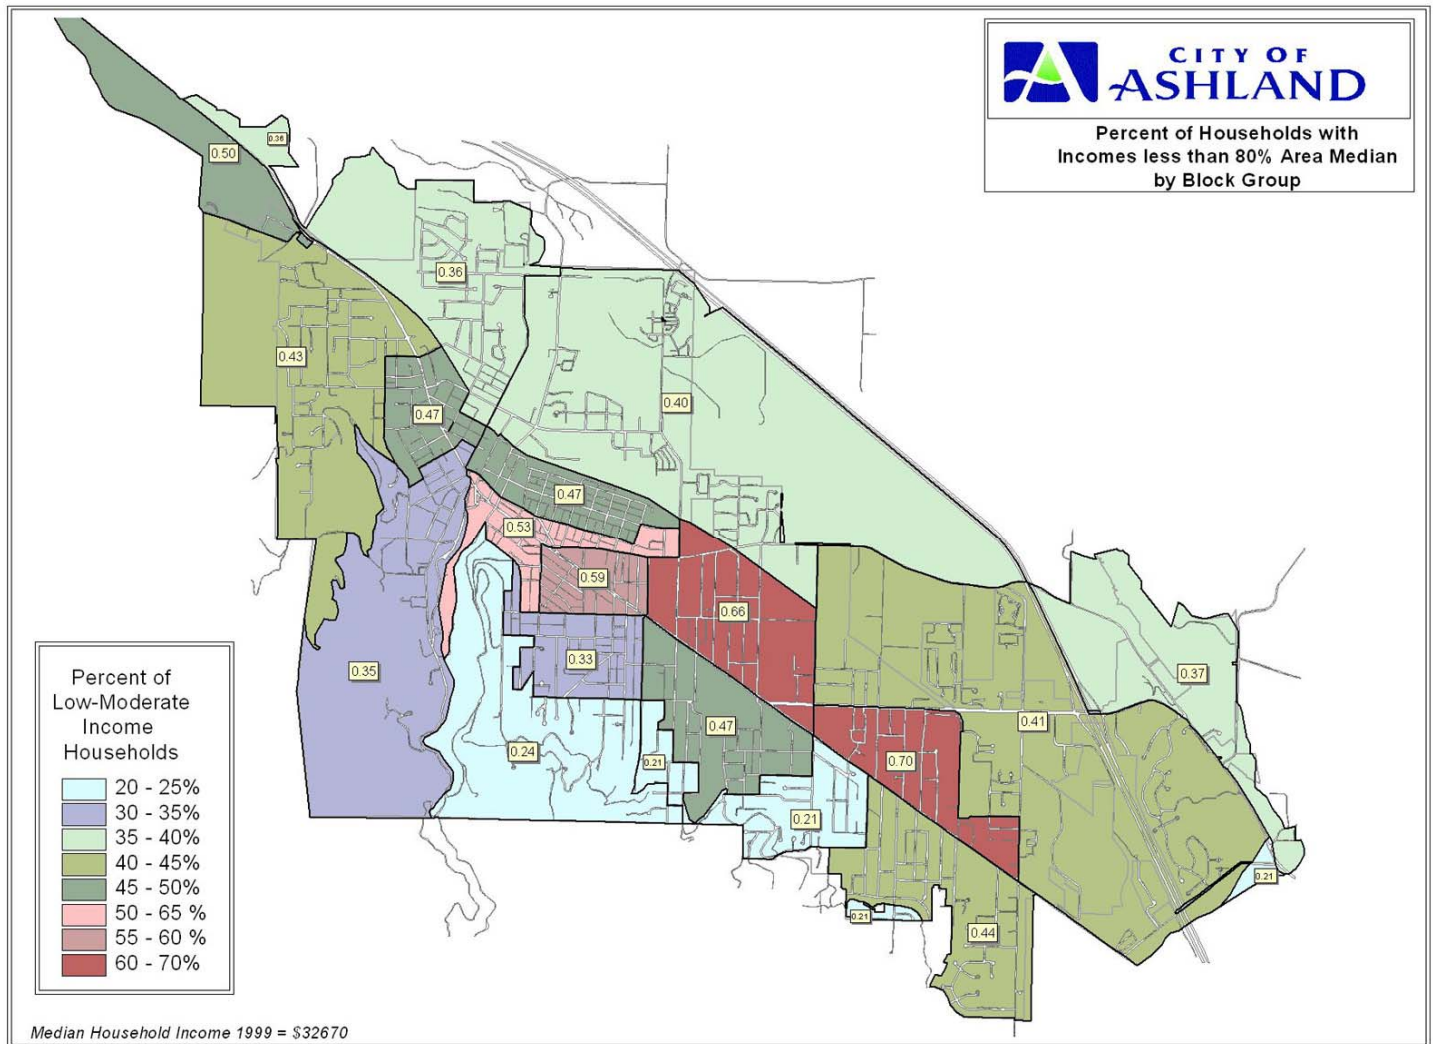 CITY OF
ASHLAND
Percent of Households with
Incomes less than 80% Area Median
by Block Group
0.36
0.50
0.36
0.43
0.40
0.47
0.47
0.53
0.59
0.66
0.33
0.35
0.37
0.47
0.41
0.24
0.21
0.70
0.21
0.21
0.21
0.44
Percent of
Low-Moderate
Income
Households
20 - 25%
30 - 35%
35 - 40%
40 - 45%
45 - 50%
50 - 65 %
55 - 60 %
60 - 70%
Median Household Income 1999 = $32670